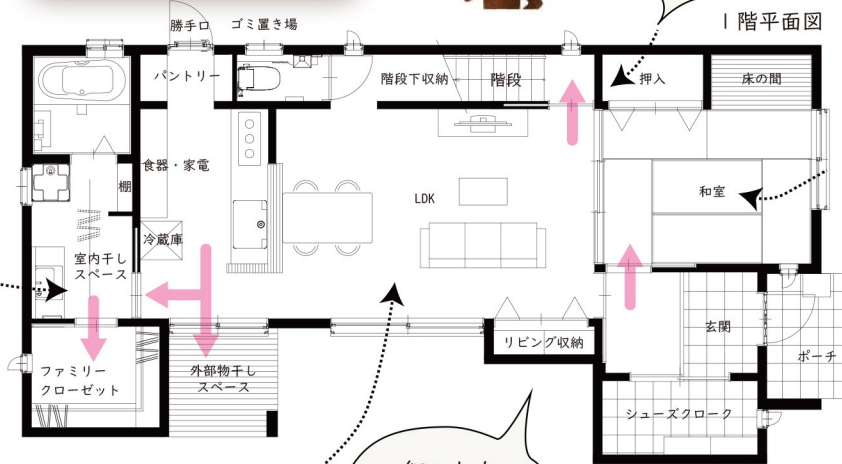 1階平面図
勝手口
ゴミ置き場
パントリー
階段下収納
階段
押入
床の間
食器・家電
棚
LDK
和室
冷蔵庫
室内干し
スペース
玄関
リビング収納
ポーチ
ファミリー
クローゼット
外部物干し
スペース
シューズクローク